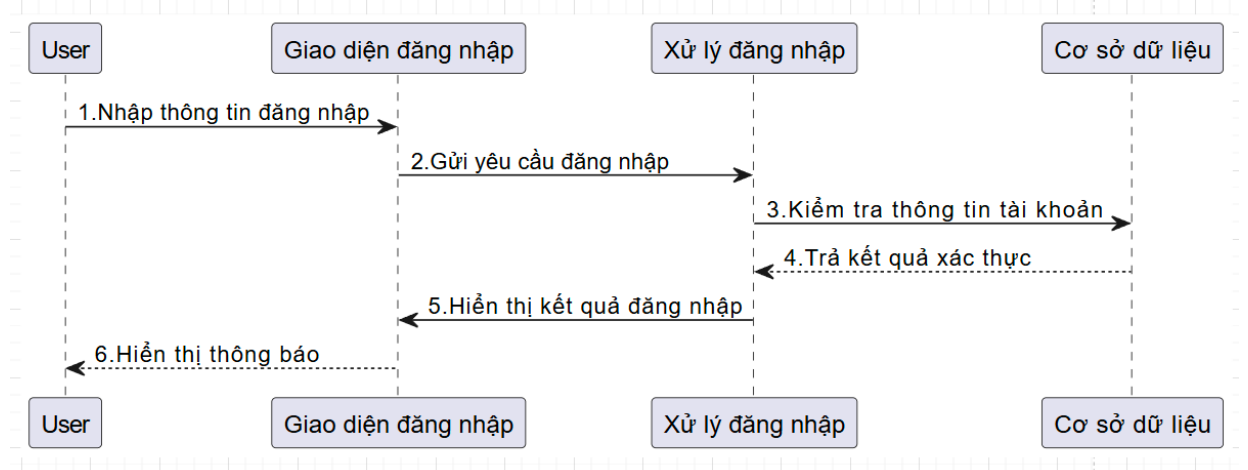 User
Giao diện đăng nhập
Xử lý đăng nhập
Cơ sở dữ liệu
1.Nhập thông tin đăng nhập
2.Gửi yêu cầu đăng nhập
3.Kiểm tra thông tin tài khoản
4.Trả kết quả xác thực
5.Hiển thị kết quả đăng nhập
6.Hiển thị thông báo
User
Giao diện đăng nhập
Xử lý đăng nhập
Cơ sở dữ liệu